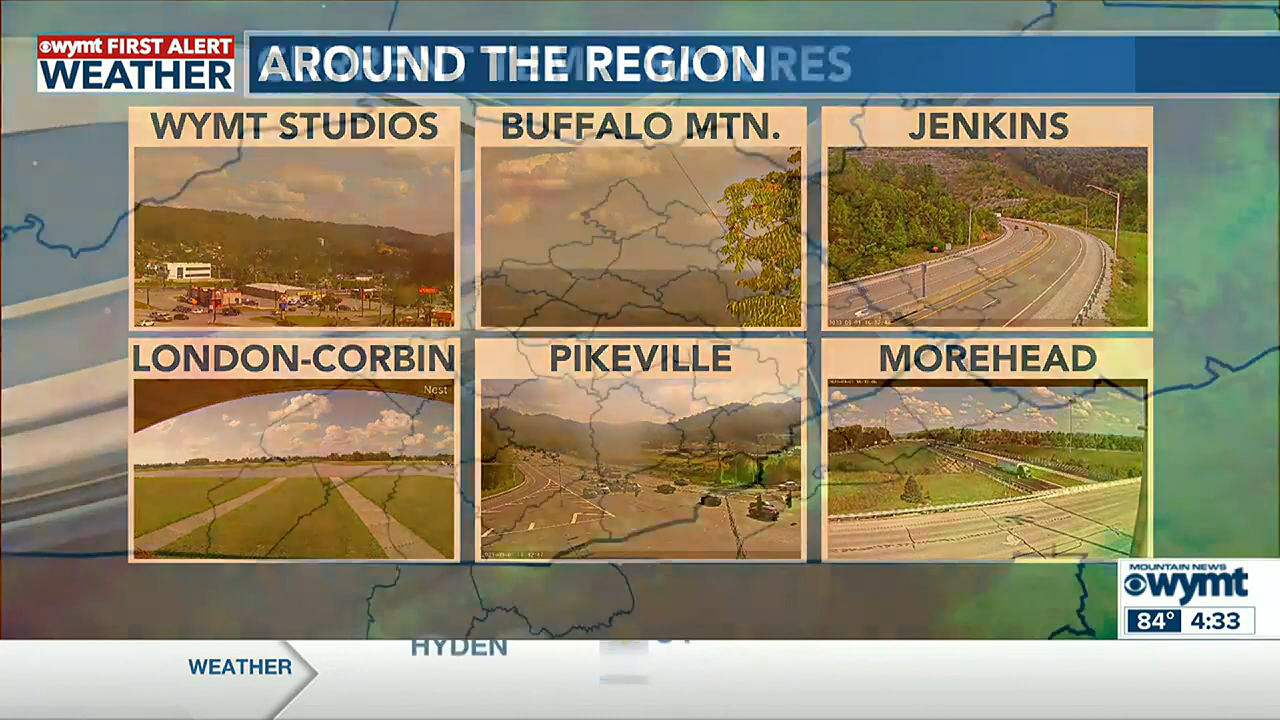 wymt FIRST ALERT
WEATHER
AROUND THE REGION
WYMT STUDIOS
BUFFALO MTN.
JENKINS
LONDON-CORBIN
PIKEVILLE
MOREHEAD
Nest
MOUNTAIN NEWS
wymt
84° 4:33
WEATHER
HYDEN